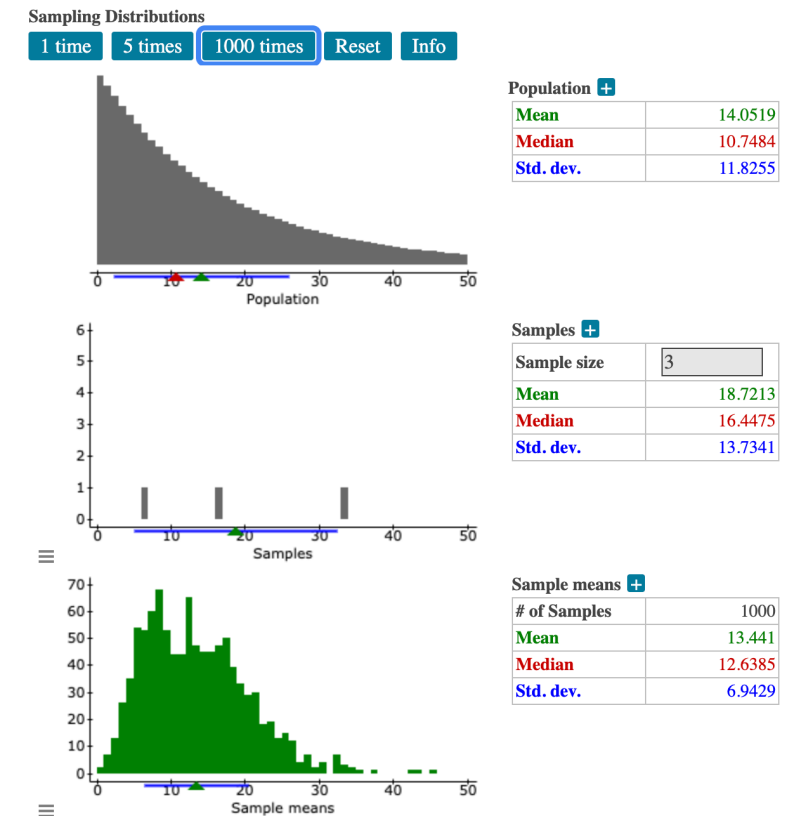 Sampling Distributions
1 time 5 times 1000 times Reset Info
Population +
Mean 14.0519
Median 10.7484
Std. dev. 11.8255
0 10 20 30 40 50
Population
Samples +
Sample size 3
Mean 18.7213
Median 16.4475
Std. dev. 13.7341
6
5
4
3
2
1
0
0 10 20 30 40 50
Samples
Sample means +
# of Samples 1000
Mean 13.441
Median 12.6385
Std. dev. 6.9429
70
60
50
40
30
20
10
0
0 10 20 30 40 50
Sample means